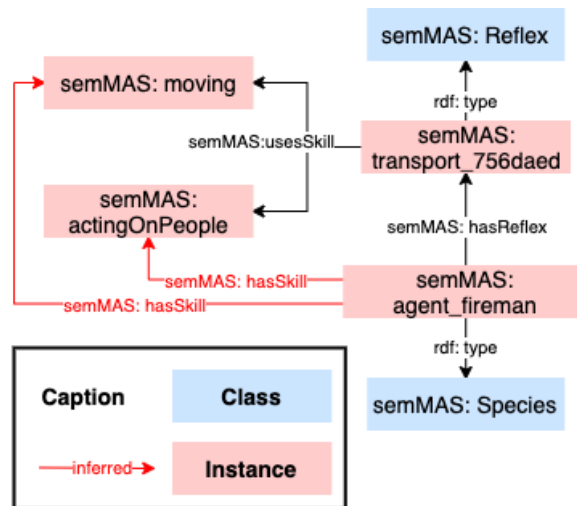 semMAS: Reflex
semMAS: moving
rdf: type
semMAS:usesSkill
semMAS:
transport_756daed
semMAS:
actingOnPeople
semMAS: hasReflex
semMAS: hasSkill
semMAS: hasSkill
semMAS:
agent_fireman
rdf: type
semMAS: Species
Caption
Class
inferred
Instance